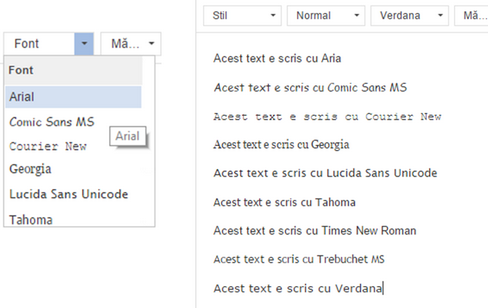 Font Mă...
Font
Arial
Comic Sans MS
Courier New
Arial
Georgia
Lucida Sans Unicode
Tahoma
Stil Normal Verdana Mă...
Acest text e scris cu Aria
Acest text e scris cu Comic Sans MS
Acest text e scris cu Courier New
Acest text e scris cu Georgia
Acest text e scris cu Lucida Sans Unicode
Acest text e scris cu Tahoma
Acest text e scris cu Times New Roman
Acest text e scris cu Trebuchet MS
Acest text e scris cu Verdana